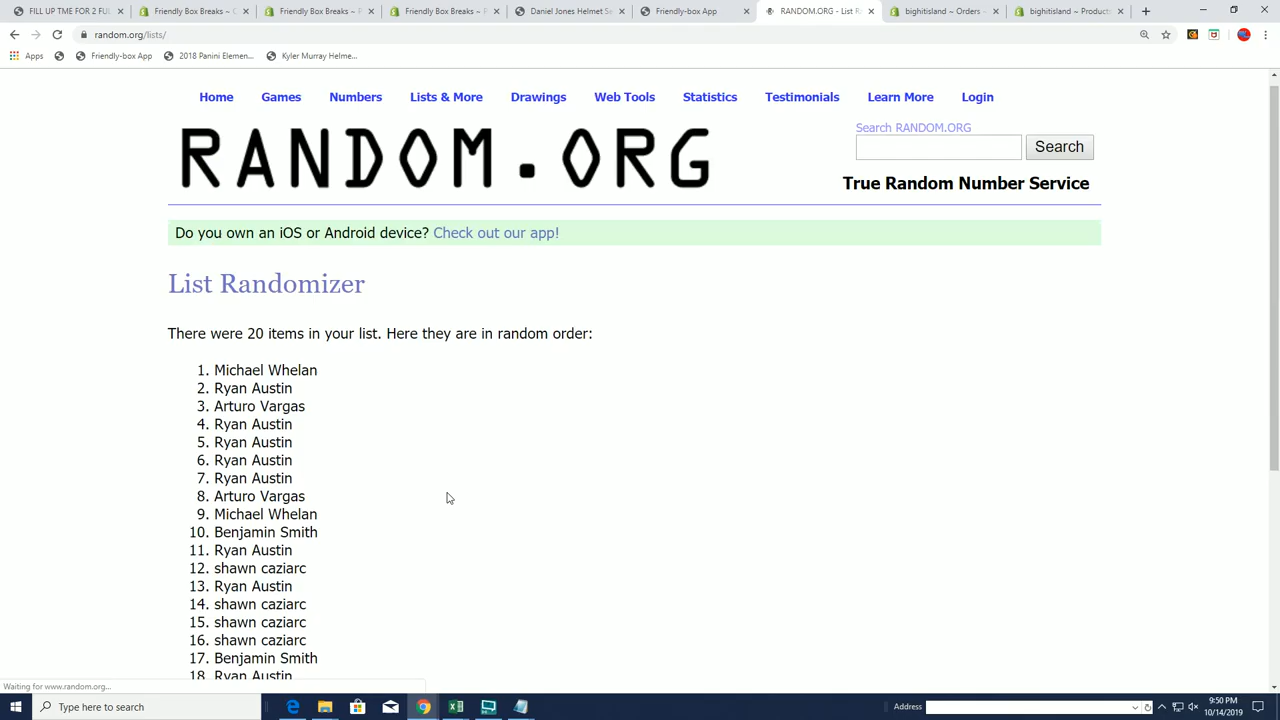 FILL UP TME FOR 2 FUL
Friendly Box Breaks ~ C
Friendly Box Breaks ~ P
Friendly Box Breaks ~ P
Daniel Jones Helmet Se
Friendly-box App
RANDOM.ORG - List R
bighitisland ~ Orders ~
bighitisland ~ Product
random.org/lists/
Apps
Friendly-box App
2018 Panini Elemen...
Kyler Murray Helme...
Home
Games
Numbers
Lists & More
Drawings
Web Tools
Statistics
Testimonials
Learn More
Login
RANDOM.ORG
Search RANDOM.ORG
Search
True Random Number Service
Do you own an iOS or Android device? Check out our app!
List Randomizer
There were 20 items in your list. Here they are in random order:
1. Michael Whelan
2. Ryan Austin
3. Arturo Vargas
4. Ryan Austin
5. Ryan Austin
6. Ryan Austin
7. Ryan Austin
8. Arturo Vargas
9. Michael Whelan
10. Benjamin Smith
11. Ryan Austin
12. shawn caziarc
13. Ryan Austin
14. shawn caziarc
15. shawn caziarc
16. shawn caziarc
17. Benjamin Smith
18. Ryan Austin
Waiting for www.random.org...
Type here to search
Address
9:50 PM
10/14/2019